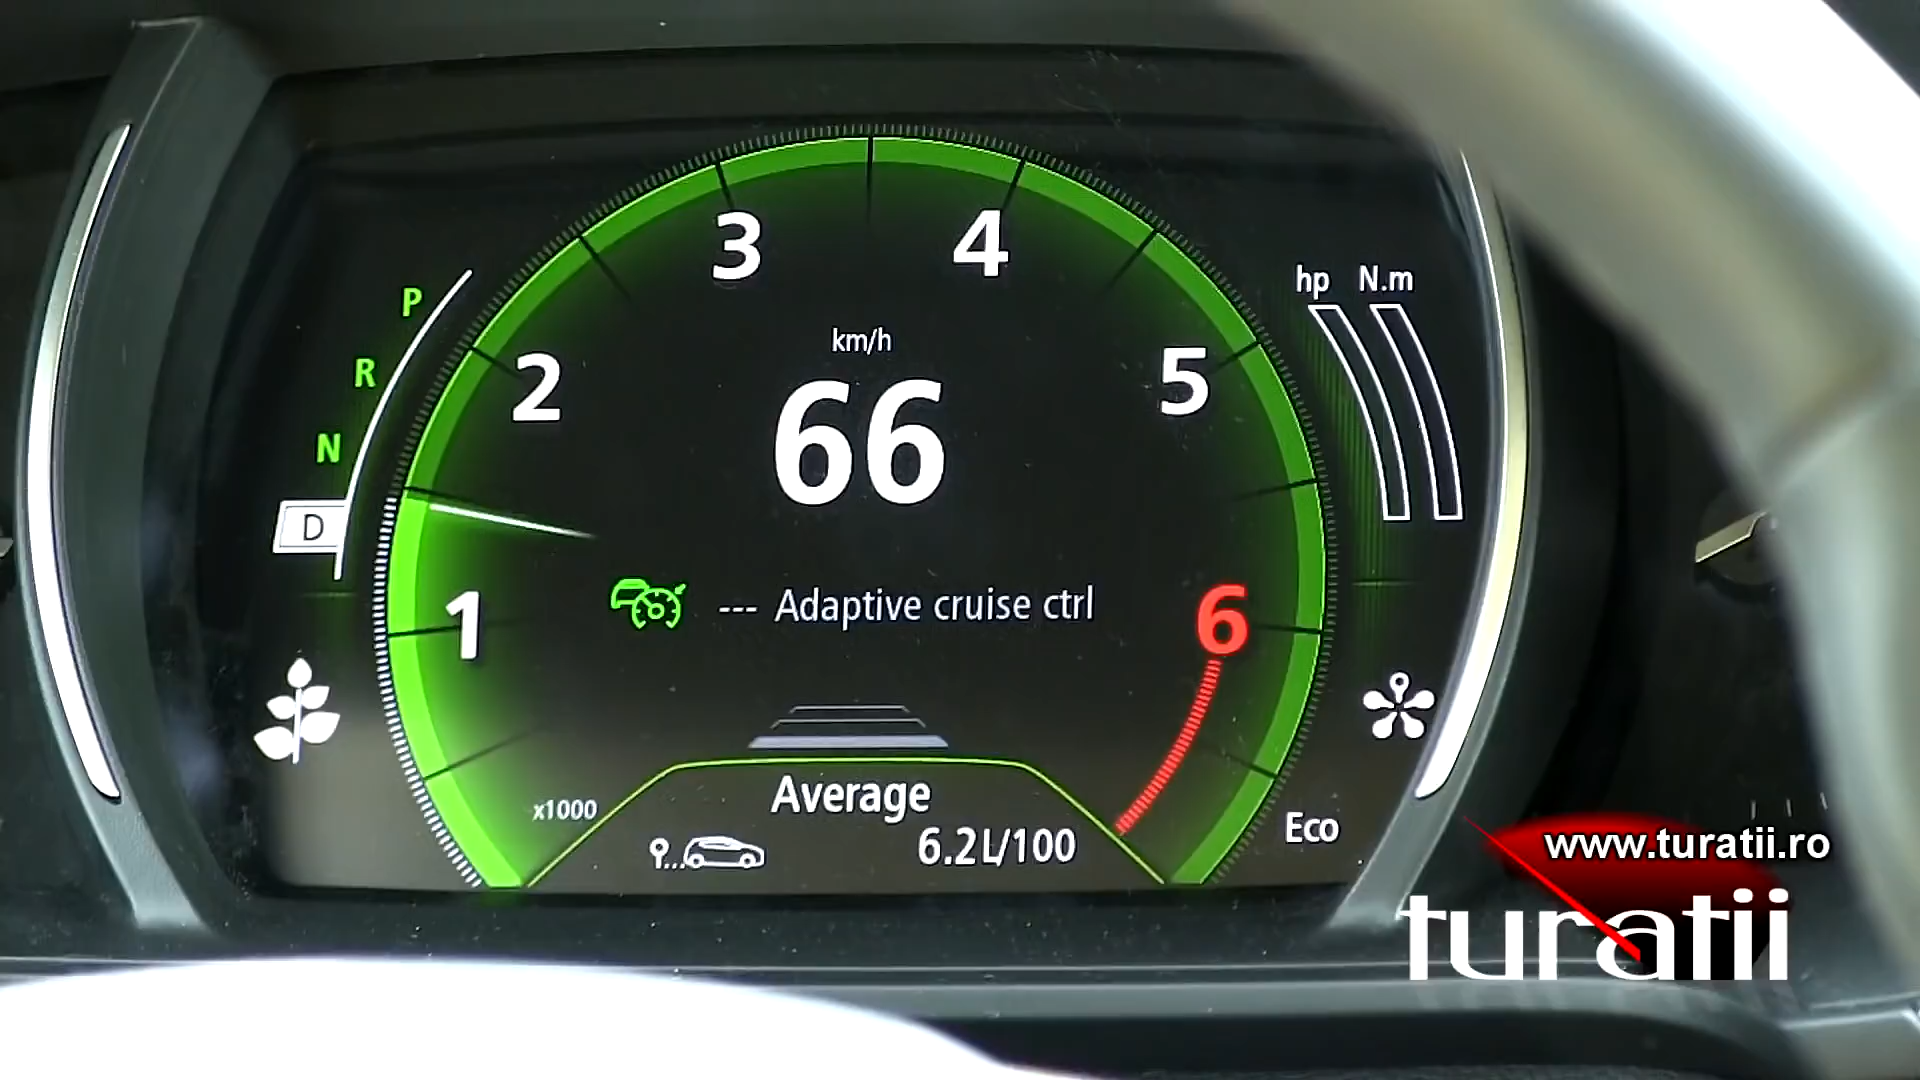 3
4
hp N.m
P
km/h
R
2
5
66
N
D
--- Adaptive cruise ctrl
1
6
Average
x1000
6.2L/100
Eco
www.turatii.ro
turatii